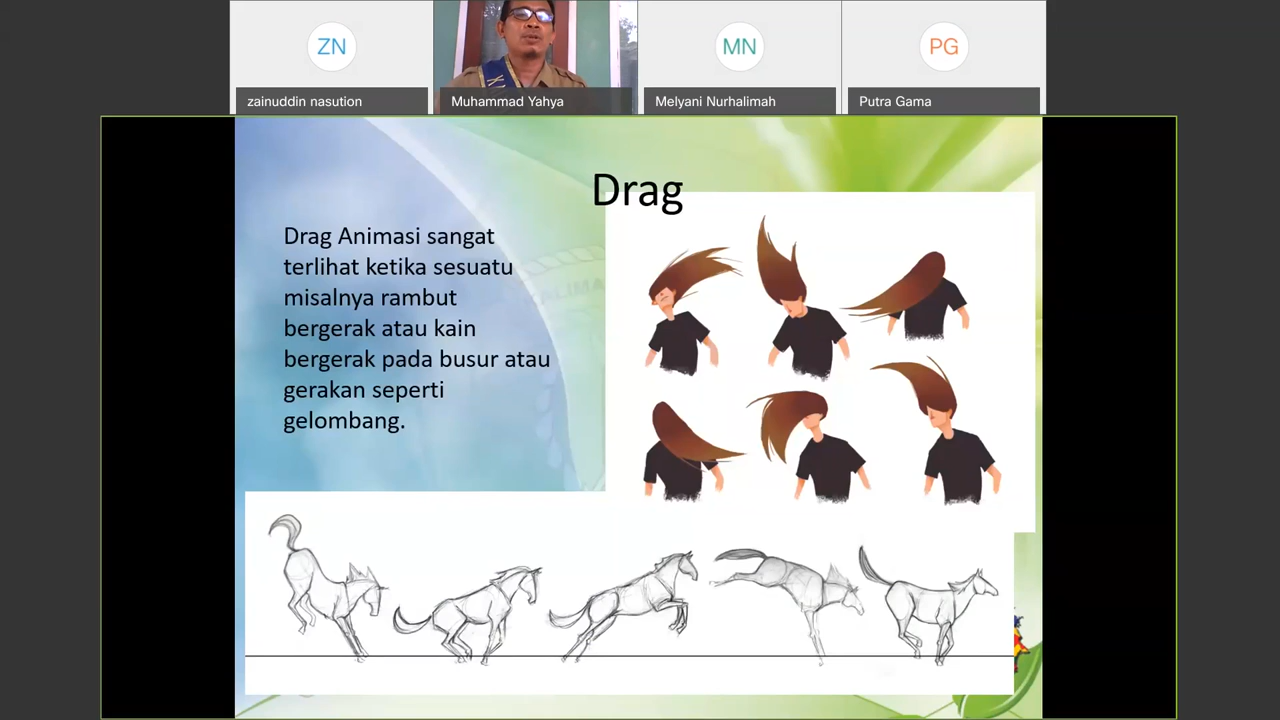 ZN
MN
PG
zainuddin nasution
Muhammad Yahya
Melyani Nurhalimah
Putra Gama
Drag
Drag Animasi sangat
terlihat ketika sesuatu
misalnya rambut
bergerak atau kain
bergerak pada busur atau
gerakan seperti
gelombang.